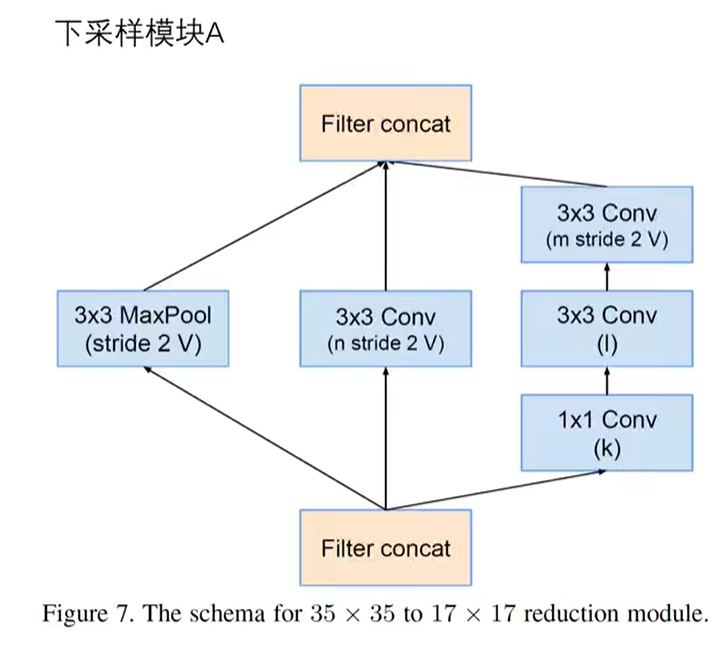 下采样模块A
Filter concat
3x3 Conv
(m stride 2 V)
3x3 MaxPool
(stride 2 V)
3x3 Conv
(n stride 2 V)
3x3 Conv
(l)
1x1 Conv
(k)
Filter concat
Figure 7. The schema for 35 × 35 to 17 × 17 reduction module.